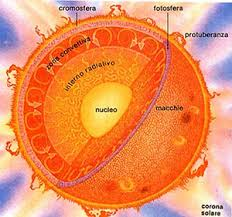 cromosfera
fotosfera
protuberanza
zona convettiva
interno radiativo
nucleo
macchie
corona
solare